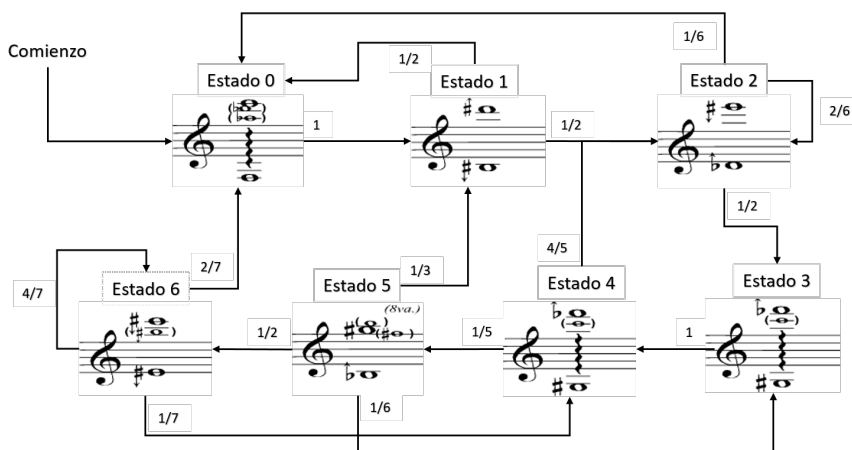 1/6
Comienzo
1/2
Estado 0
Estado 1
Estado 2
2/6
1
1/2
1/2
4/5
2/7
1/3
Estado 6
Estado 5
Estado 4
Estado 3
4/7
(8va.)
1/2
1/5
1
1/7
1/6